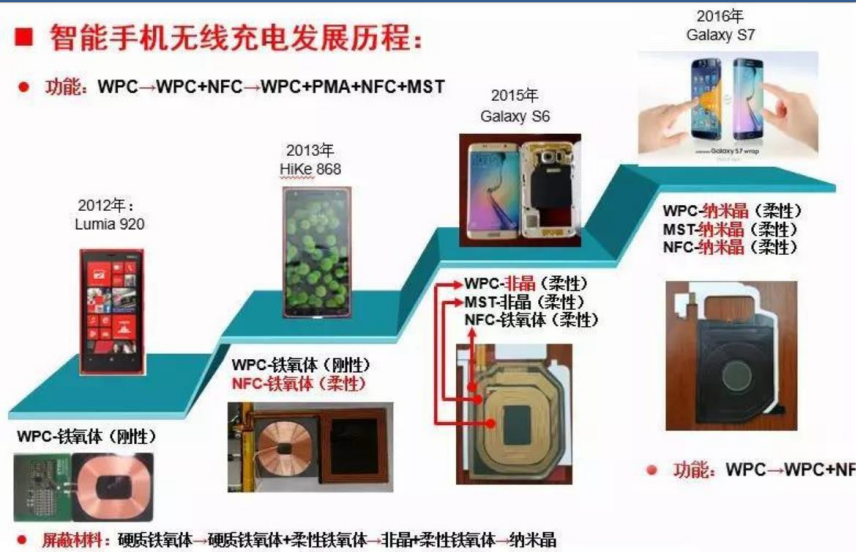 ■ 智能手机无线充电发展历程：
● 功能：WPC→WPC+NFC→WPC+PMA+NFC+MST
2012年：
Lumia 920
2013年
HiKe 868
2015年
Galaxy S6
2016年
Galaxy S7
Galaxy S7 wrap
WPC-铁氧体（刚性）
WPC-铁氧体（刚性）
NFC-铁氧体（柔性）
WPC-非晶（柔性）
MST-非晶（柔性）
NFC-铁氧体（柔性）
WPC-纳米晶（柔性）
MST-纳米晶（柔性）
NFC-纳米晶（柔性）
● 功能：WPC→WPC+NF
● 屏蔽材料：硬质铁氧体→硬质铁氧体+柔性铁氧体→非晶+柔性铁氧体→纳米晶